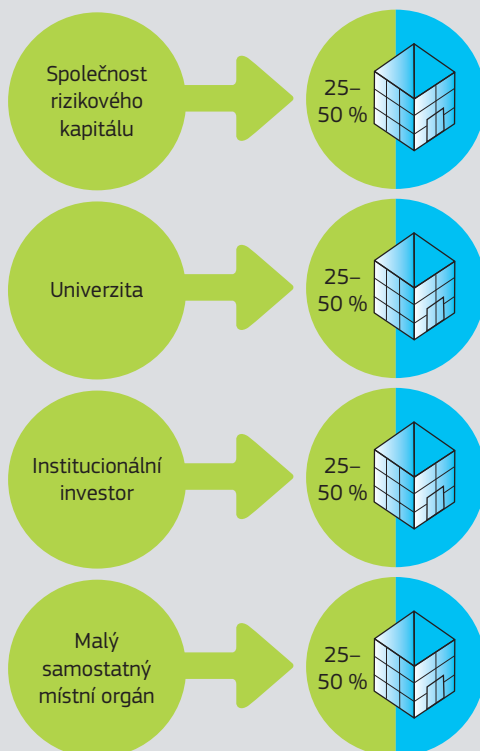 Společnost
rizikového
kapitálu
25–
50 %
Univerzita
25–
50 %
Institucionální
investor
25–
50 %
Malý
samostatný
místní orgán
25–
50 %